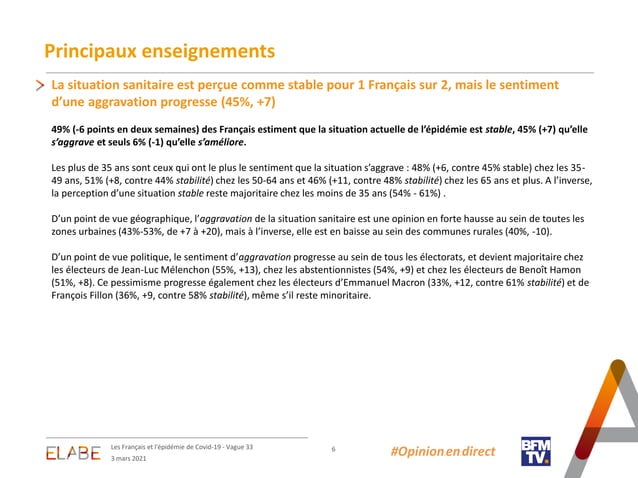 Principaux enseignements
La situation sanitaire est perçue comme stable pour 1 Français sur 2, mais le sentiment
d’une aggravation progresse (45%, +7)
49% (-6 points en deux semaines) des Français estiment que la situation actuelle de l’épidémie est stable, 45% (+7) qu’elle
s’aggrave et seuls 6% (-1) qu’elle s’améliore.
Les plus de 35 ans sont ceux qui ont le plus le sentiment que la situation s’aggrave : 48% (+6, contre 45% stable) chez les 35-
49 ans, 51% (+8, contre 44% stabilité) chez les 50-64 ans et 46% (+11, contre 48% stabilité) chez les 65 ans et plus. A l’inverse,
la perception d’une situation stable reste majoritaire chez les moins de 35 ans (54% - 61%) .
D’un point de vue géographique, l’aggravation de la situation sanitaire est une opinion en forte hausse au sein de toutes les
zones urbaines (43%-53%, de +7 à +20), mais à l’inverse, elle est en baisse au sein des communes rurales (40%, -10).
D’un point de vue politique, le sentiment d’aggravation progresse au sein de tous les électorats, et devient majoritaire chez
les électeurs de Jean-Luc Mélenchon (55%, +13), chez les abstentionnistes (54%, +9) et chez les électeurs de Benoît Hamon
(51%, +8). Ce pessimisme progresse également chez les électeurs d’Emmanuel Macron (33%, +12, contre 61% stabilité) et de
François Fillon (36%, +9, contre 58% stabilité), même s’il reste minoritaire.
ELABE
Les Français et l’épidémie de Covid-19 - Vague 33
3 mars 2021
6
#Opinionendirect
BFM
TV.